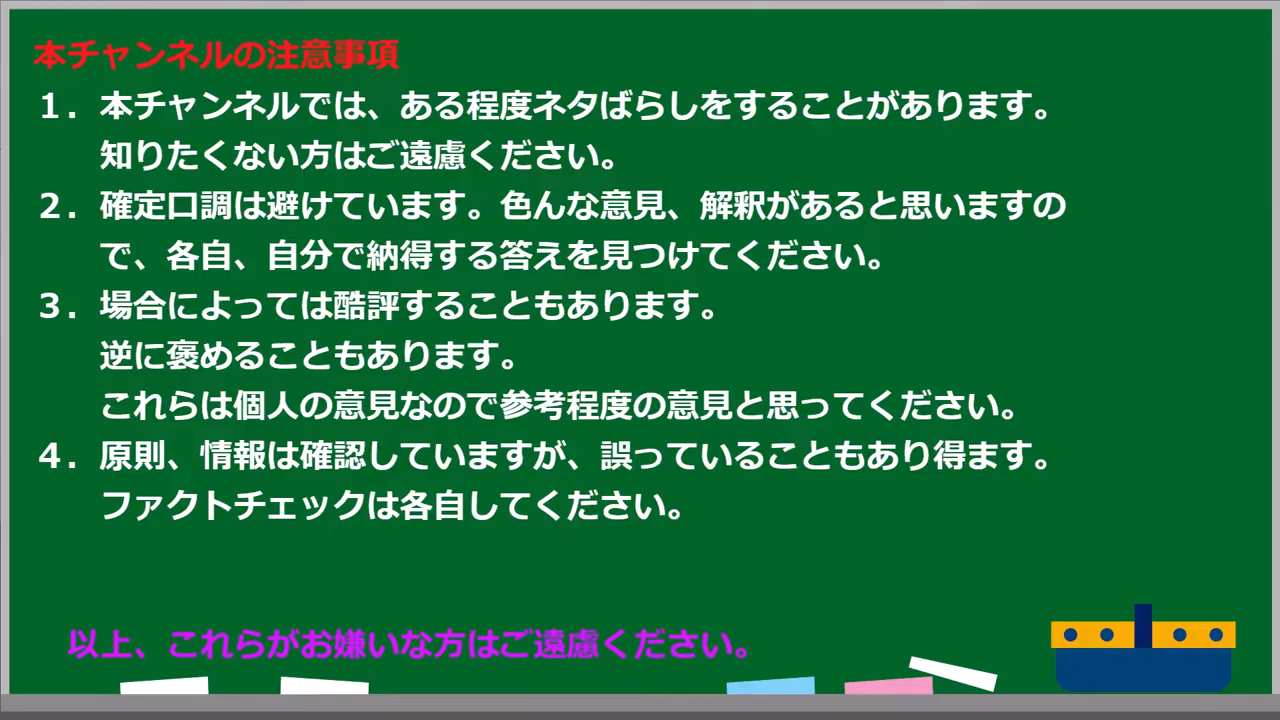 本チャンネルの注意事項
１．本チャンネルでは、ある程度ネタばらしをすることがあります。
知りたくない方はご遠慮ください。
２．確定口調は避けています。色んな意見、解釈があると思いますの
で、各自、自分で納得する答えを見つけてください。
３．場合によっては酷評することもあります。
逆に褒めることもあります。
これらは個人の意見なので参考程度の意見と思ってください。
４．原則、情報は確認していますが、誤っていることもあり得ます。
ファクトチェックは各自してください。
以上、これらがお嫌いな方はご遠慮ください。